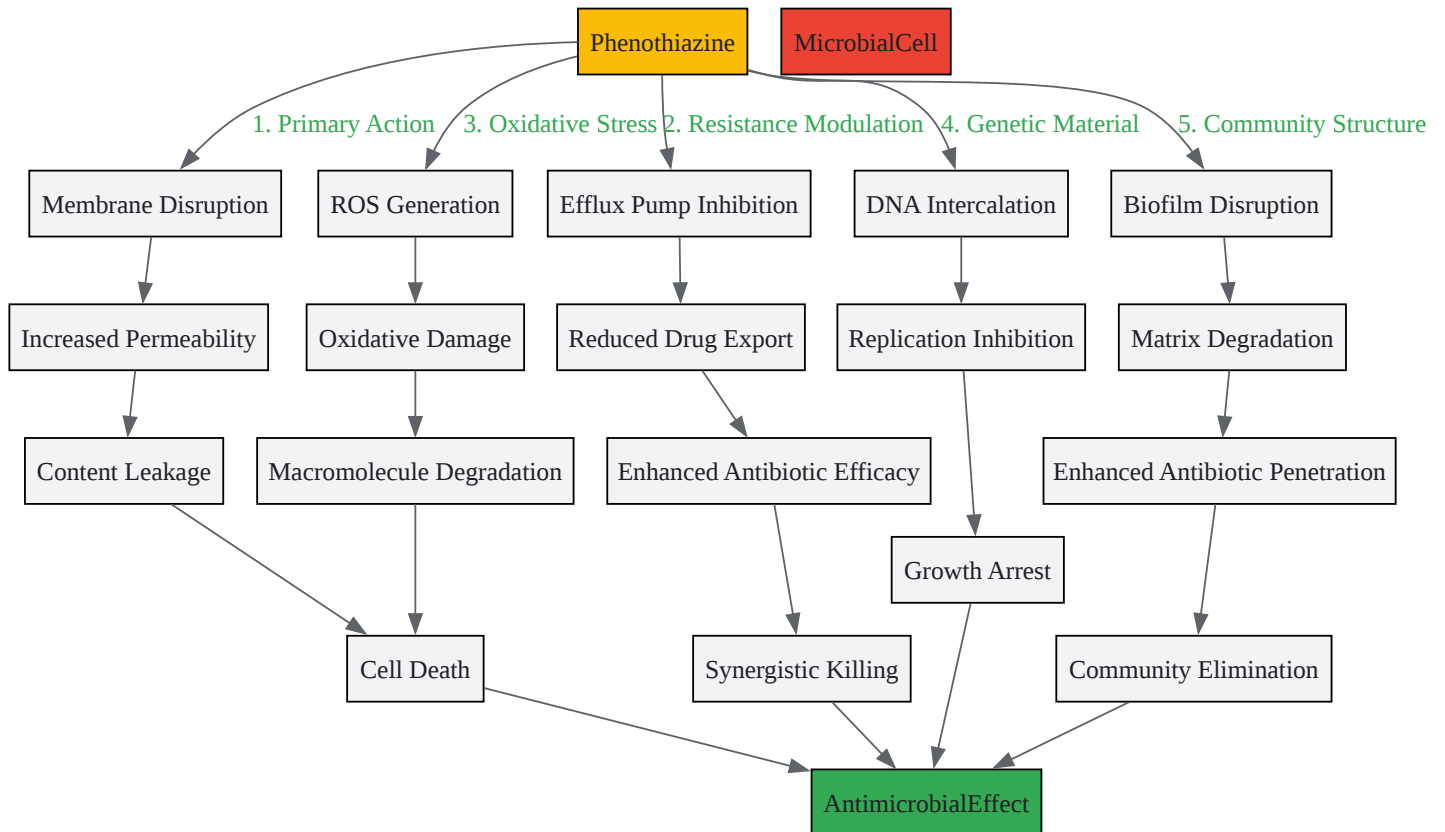 Phenothiazine
MicrobialCell
1. Primary Action
3. Oxidative Stress
2. Resistance Modulation
4. Genetic Material
5. Community Structure
Membrane Disruption
ROS Generation
Efflux Pump Inhibition
DNA Intercalation
Biofilm Disruption
Increased Permeability
Oxidative Damage
Reduced Drug Export
Replication Inhibition
Matrix Degradation
Content Leakage
Macromolecule Degradation
Enhanced Antibiotic Efficacy
Enhanced Antibiotic Penetration
Growth Arrest
Cell Death
Synergistic Killing
Community Elimination
AntimicrobialEffect